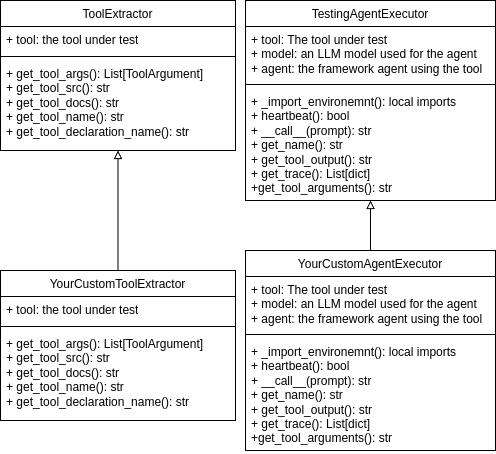 ToolExtractor
+ tool: the tool under test
+ get_tool_args(): List[ToolArgument]
+ get_tool_src(): str
+ get_tool_docs(): str
+ get_tool_name(): str
+ get_tool_declaration_name(): str
TestingAgentExecutor
+ tool: The tool under test
+ model: an LLM model used for the agent
+ agent: the framework agent using the tool
+ _import_environemnt(): local imports
+ heartbeat(): bool
+ __call__(prompt): str
+ get_name(): str
+ get_tool_output(): str
+ get_trace(): List[dict]
+get_tool_arguments(): str
YourCustomToolExtractor
+ tool: the tool under test
+ get_tool_args(): List[ToolArgument]
+ get_tool_src(): str
+ get_tool_docs(): str
+ get_tool_name(): str
+ get_tool_declaration_name(): str
YourCustomAgentExecutor
+ tool: The tool under test
+ model: an LLM model used for the agent
+ agent: the framework agent using the tool
+ _import_environemnt(): local imports
+ heartbeat(): bool
+ __call__(prompt): str
+ get_name(): str
+ get_tool_output(): str
+ get_trace(): List[dict]
+get_tool_arguments(): str